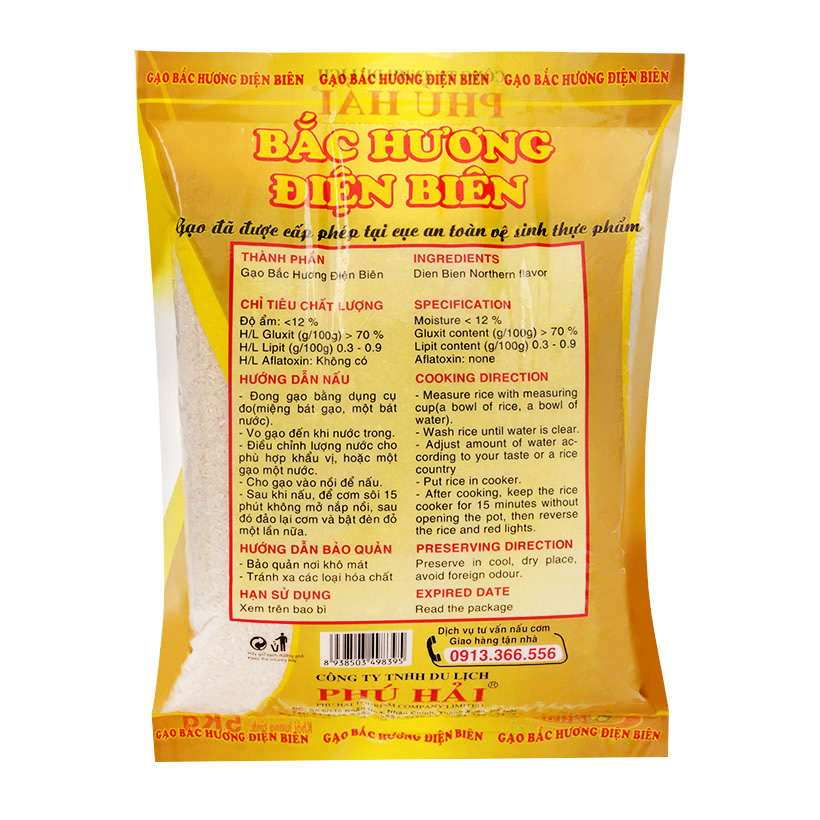 GẠO BẮC HƯƠNG ĐIỆN BIÊN GẠO BẮC HƯƠNG ĐIỆN BIÊN GẠO BẮC HƯƠNG ĐIỆN BIÊN
PHÚ HẢI
BẮC HƯƠNG
ĐIỆN BIÊN
Gạo đã được cấp phép tại cục an toàn vệ sinh thực phẩm
THÀNH PHẦN
Gạo Bắc Hương Điện Biên
CHỈ TIÊU CHẤT LƯỢNG
Độ ẩm: <12 %
H/L Gluxit (g/100g) > 70 %
H/L Lipit (g/100g) 0.3 - 0.9
H/L Aflatoxin: Không có
HƯỚNG DẪN NẤU
- Đong gạo bằng dụng cụ
đo(miệng bát gạo, một bát
nước).
- Vo gạo đến khi nước trong.
- Điều chỉnh lượng nước cho
phù hợp khẩu vị, hoặc một
gạo một nước.
- Cho gạo vào nồi để nấu.
- Sau khi nấu, để cơm sôi 15
phút không mở nắp nồi, sau
đó đảo lại cơm và bật đèn đỏ
một lần nữa.
HƯỚNG DẪN BẢO QUẢN
- Bảo quản nơi khô mát
- Tránh xa các loại hóa chất
HẠN SỬ DỤNG
Xem trên bao bì
INGREDIENTS
Dien Bien Northern flavor
SPECIFICATION
Moisture < 12 %
Gluxit content (g/100g) > 70 %
Lipit content (g/100g) 0.3 - 0.9
Aflatoxin: none
COOKING DIRECTION
- Measure rice with measuring
cup(a bowl of rice, a bowl of
water).
- Wash rice until water is clear.
- Adjust amount of water ac-
cording to your taste or a rice
country
- Put rice in cooker.
- After cooking, keep the rice
cooker for 15 minutes without
opening the pot, then reverse
the rice and red lights.
PRESERVING DIRECTION
Preserve in cool, dry place,
avoid foreign odour.
EXPIRED DATE
Read the package
8 938503 498395
Dịch vụ tư vấn nấu cơm
Giao hàng tận nhà
0913.366.556
CÔNG TY TNHH DU LỊCH
PHÚ HẢI ®
PHU HAI TOURISM COMPANY LIMITED
GẠO BẮC HƯƠNG ĐIỆN BIÊN GẠO BẮC HƯƠNG ĐIỆN BIÊN GẠO BẮC HƯƠNG ĐIỆN BIÊN